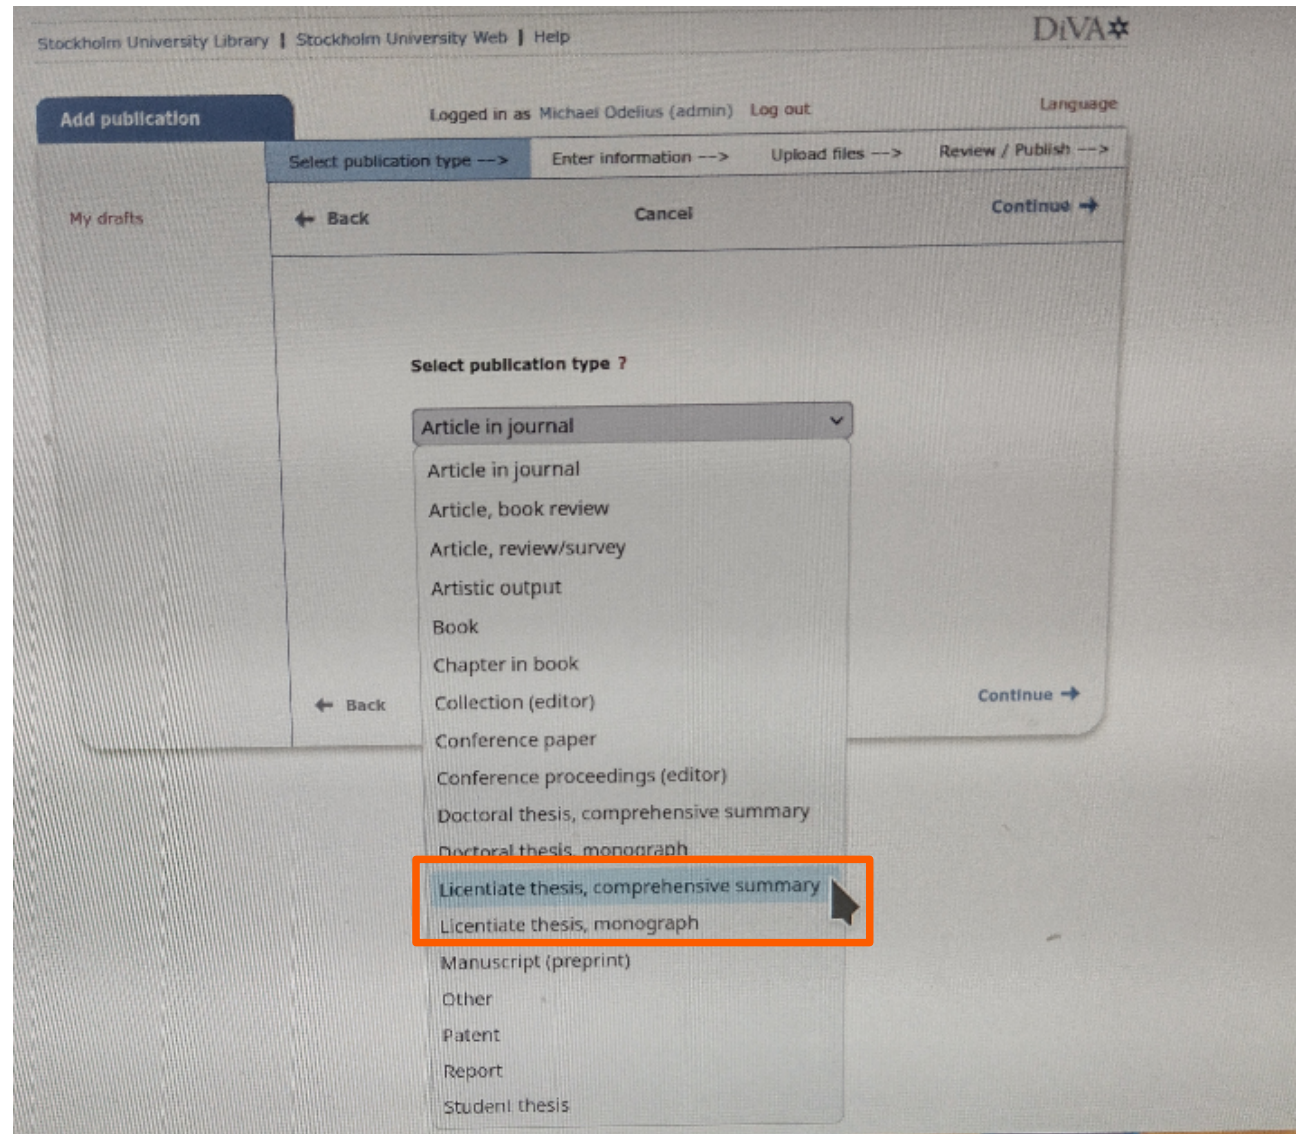 Stockholm University Library | Stockholm University Web | Help
DiVA
Add publication
Logged in as Michael Odelius (admin) Log out
Language
Select publication type --->
Enter information --->
Upload files --->
Review / Publish --->
My drafts
Back
Cancel
Continue
Select publication type ?
Article in journal
Article in journal
Article, book review
Article, review/survey
Artistic output
Book
Chapter in book
Collection (editor)
Conference paper
Conference proceedings (editor)
Doctoral thesis, comprehensive summary
Doctoral thesis, monograph
Licentiate thesis, comprehensive summary
Licentiate thesis, monograph
Manuscript (preprint)
Other
Patent
Report
Student thesis
Back
Continue